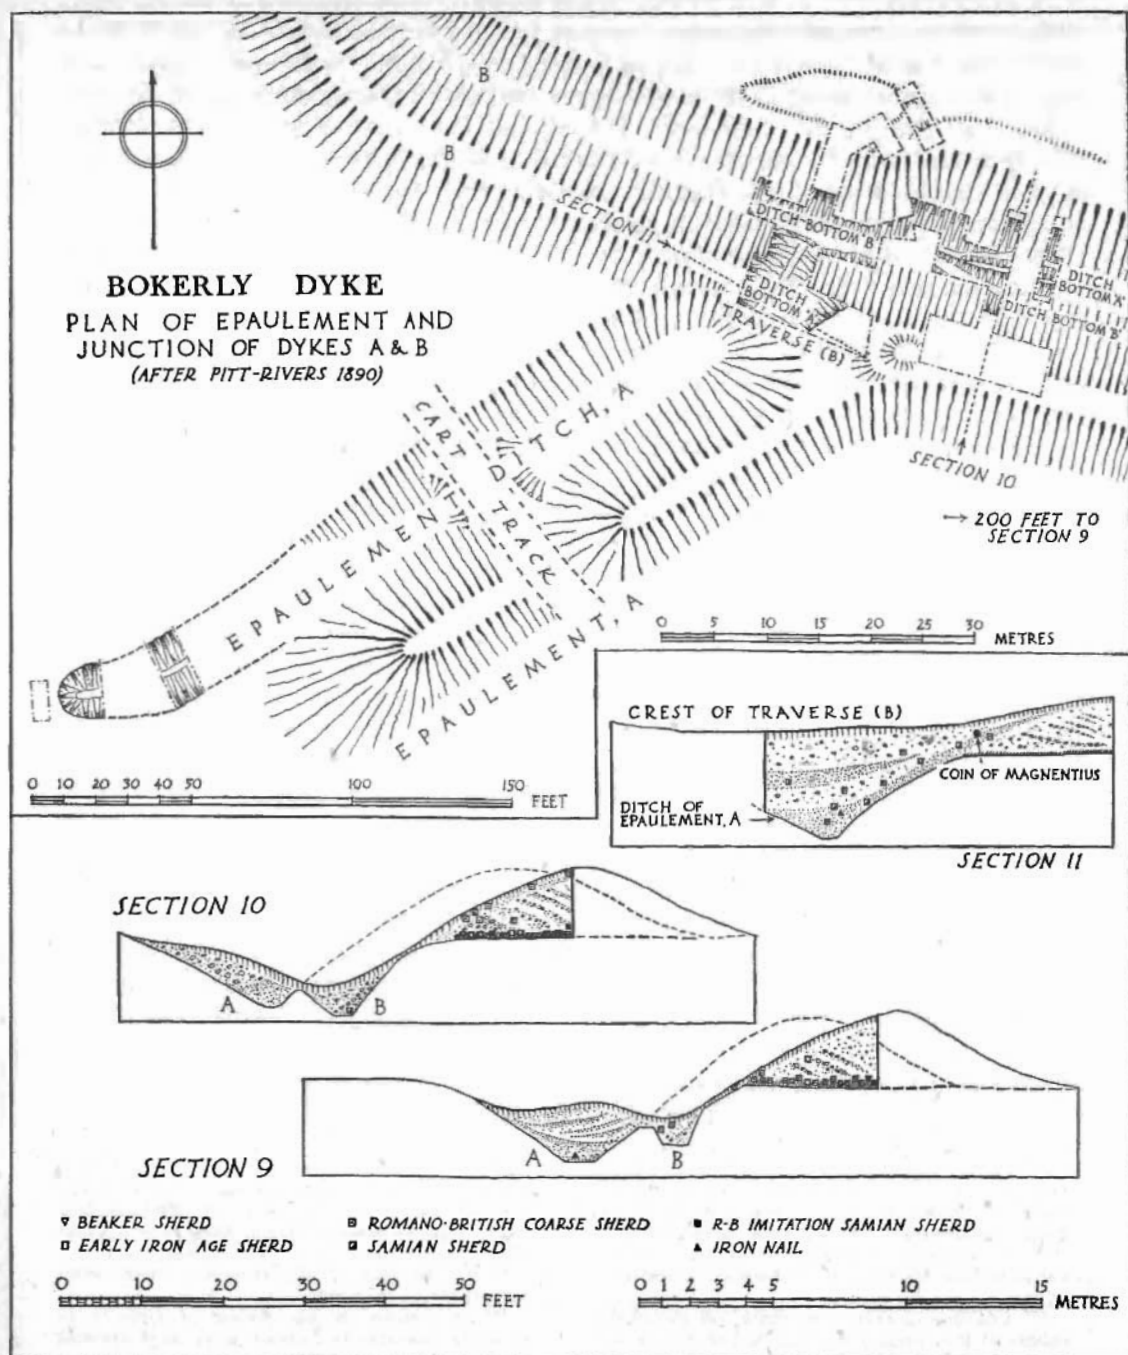 BOKERLY DYKE
PLAN OF EPAULEMENT AND
JUNCTION OF DYKES A & B
(AFTER PITT-RIVERS 1890)
B
B
SECTION 11
DITCH-BOTTOM 'B'
DITCH
BOTTOM 'A'
TRAVERSE (B)
DITCH
BOTTOM 'A'
DITCH BOTTOM 'B'
SECTION 10
→ 200 FEET TO
SECTION 9
CART
TRACK
DITCH, A
EPAULEMENT
EPAULEMENT, A
0 5 10 15 20 25 30 METRES
0 10 20 30 40 50 100 150 FEET
CREST OF TRAVERSE (B)
COIN OF MAGNENTIUS
DITCH OF
EPAULEMENT, A
SECTION 11
SECTION 10
A
B
SECTION 9
A
B
BEAKER SHERD
EARLY IRON AGE SHERD
ROMANO-BRITISH COARSE SHERD
SAMIAN SHERD
R-B IMITATION SAMIAN SHERD
IRON NAIL
0 10 20 30 40 50 FEET
0 1 2 3 4 5 10 15 METRES